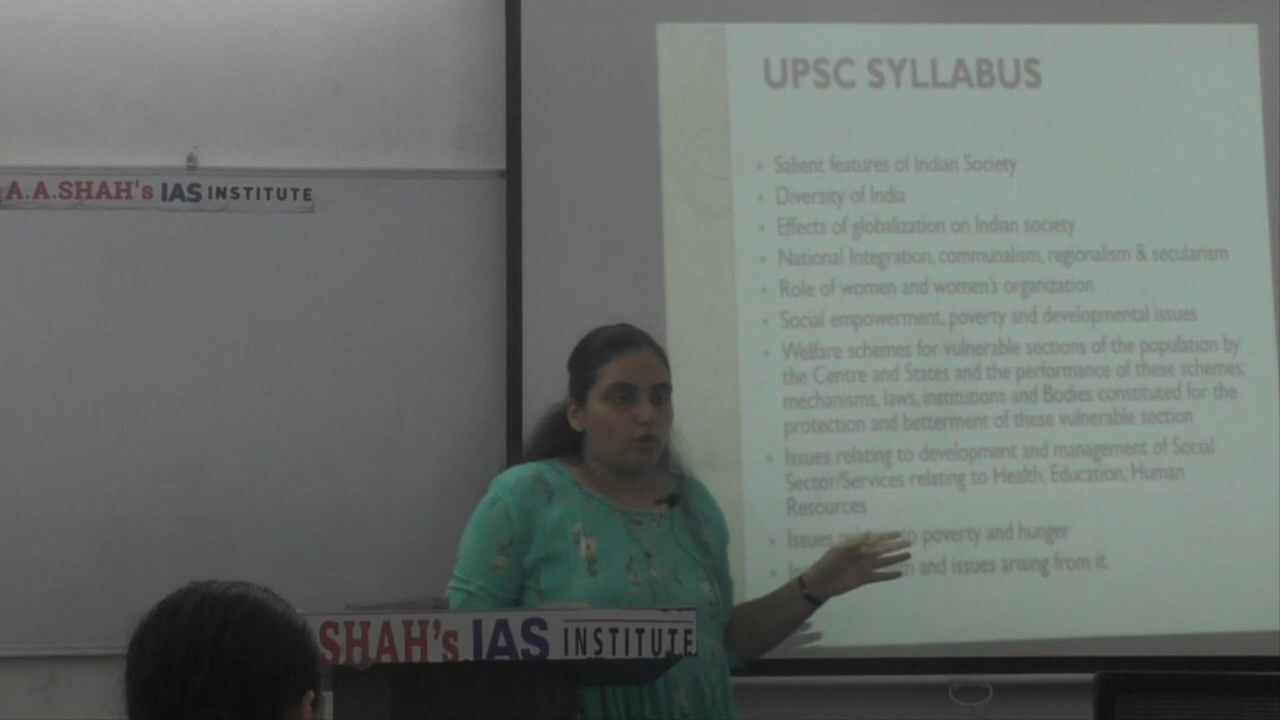 A.A.SHAH's IAS INSTITUTE
UPSC SYLLABUS
• Salient features of Indian Society
• Diversity of India
• Effects of globalization on Indian society
• National Integration, communalism, regionalism & secularism
• Role of women and women's organization
• Social empowerment, poverty and developmental issues
• Welfare schemes for vulnerable sections of the population by
the Centre and States and the performance of these schemes;
mechanisms, laws, institutions and Bodies constituted for the
protection and betterment of these vulnerable section
• Issues relating to development and management of Social
Sector/Services relating to Health, Education, Human
Resources
• Issues to poverty and hunger
• and issues arising from it.
SHAH's IAS INSTITUTE